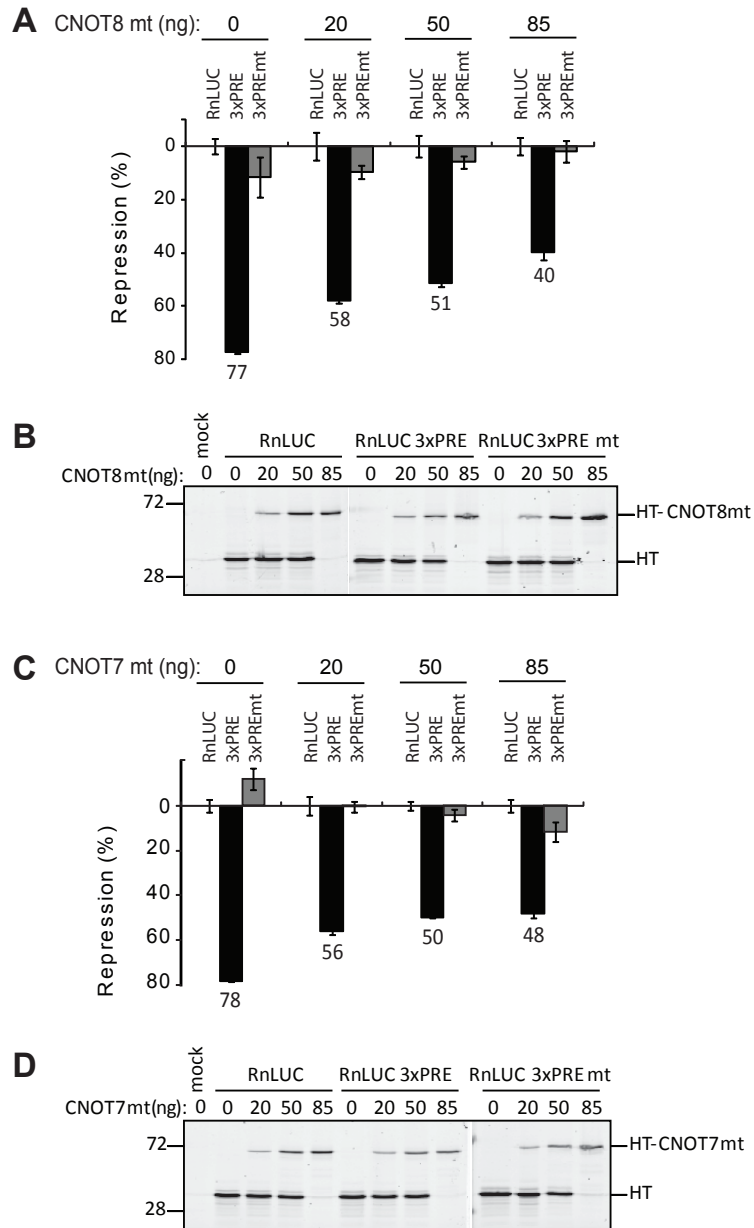 A CNOT8 mt (ng): 0 20 50 85
RnLUC 3xPRE 3xPREmt RnLUC 3xPRE 3xPREmt RnLUC 3xPRE 3xPREmt RnLUC 3xPRE 3xPREmt
Repression (%)
0
20
40
60
80
77 58 51 40
B mock RnLUC RnLUC 3xPRE RnLUC 3xPRE mt
CNOT8mt(ng): 0 0 20 50 85 0 20 50 85 0 20 50 85
72 HT-CNOT8mt
28 HT
C CNOT7 mt (ng): 0 20 50 85
RnLUC 3xPRE 3xPREmt RnLUC 3xPRE 3xPREmt RnLUC 3xPRE 3xPREmt RnLUC 3xPRE 3xPREmt
Repression (%)
0
20
40
60
80
78 56 50 48
D mock RnLUC RnLUC 3xPRE RnLUC 3xPRE mt
CNOT7mt(ng): 0 0 20 50 85 0 20 50 85 0 20 50 85
72 HT-CNOT7mt
28 HT